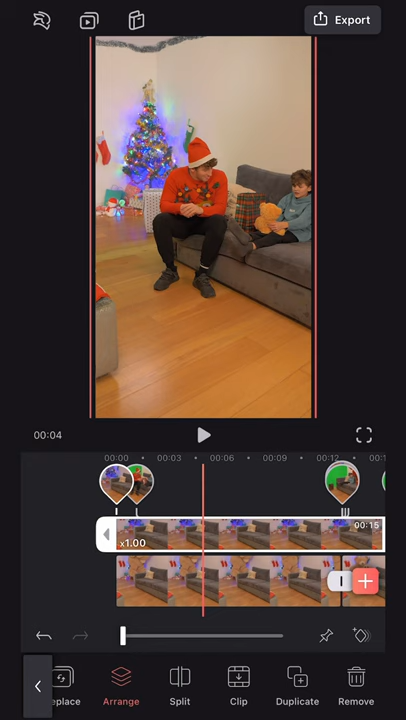 Export
00:04
00:00 00:03 00:06 00:09 00:12
00:15
x1.00
eplace Arrange Split Clip Duplicate Remove